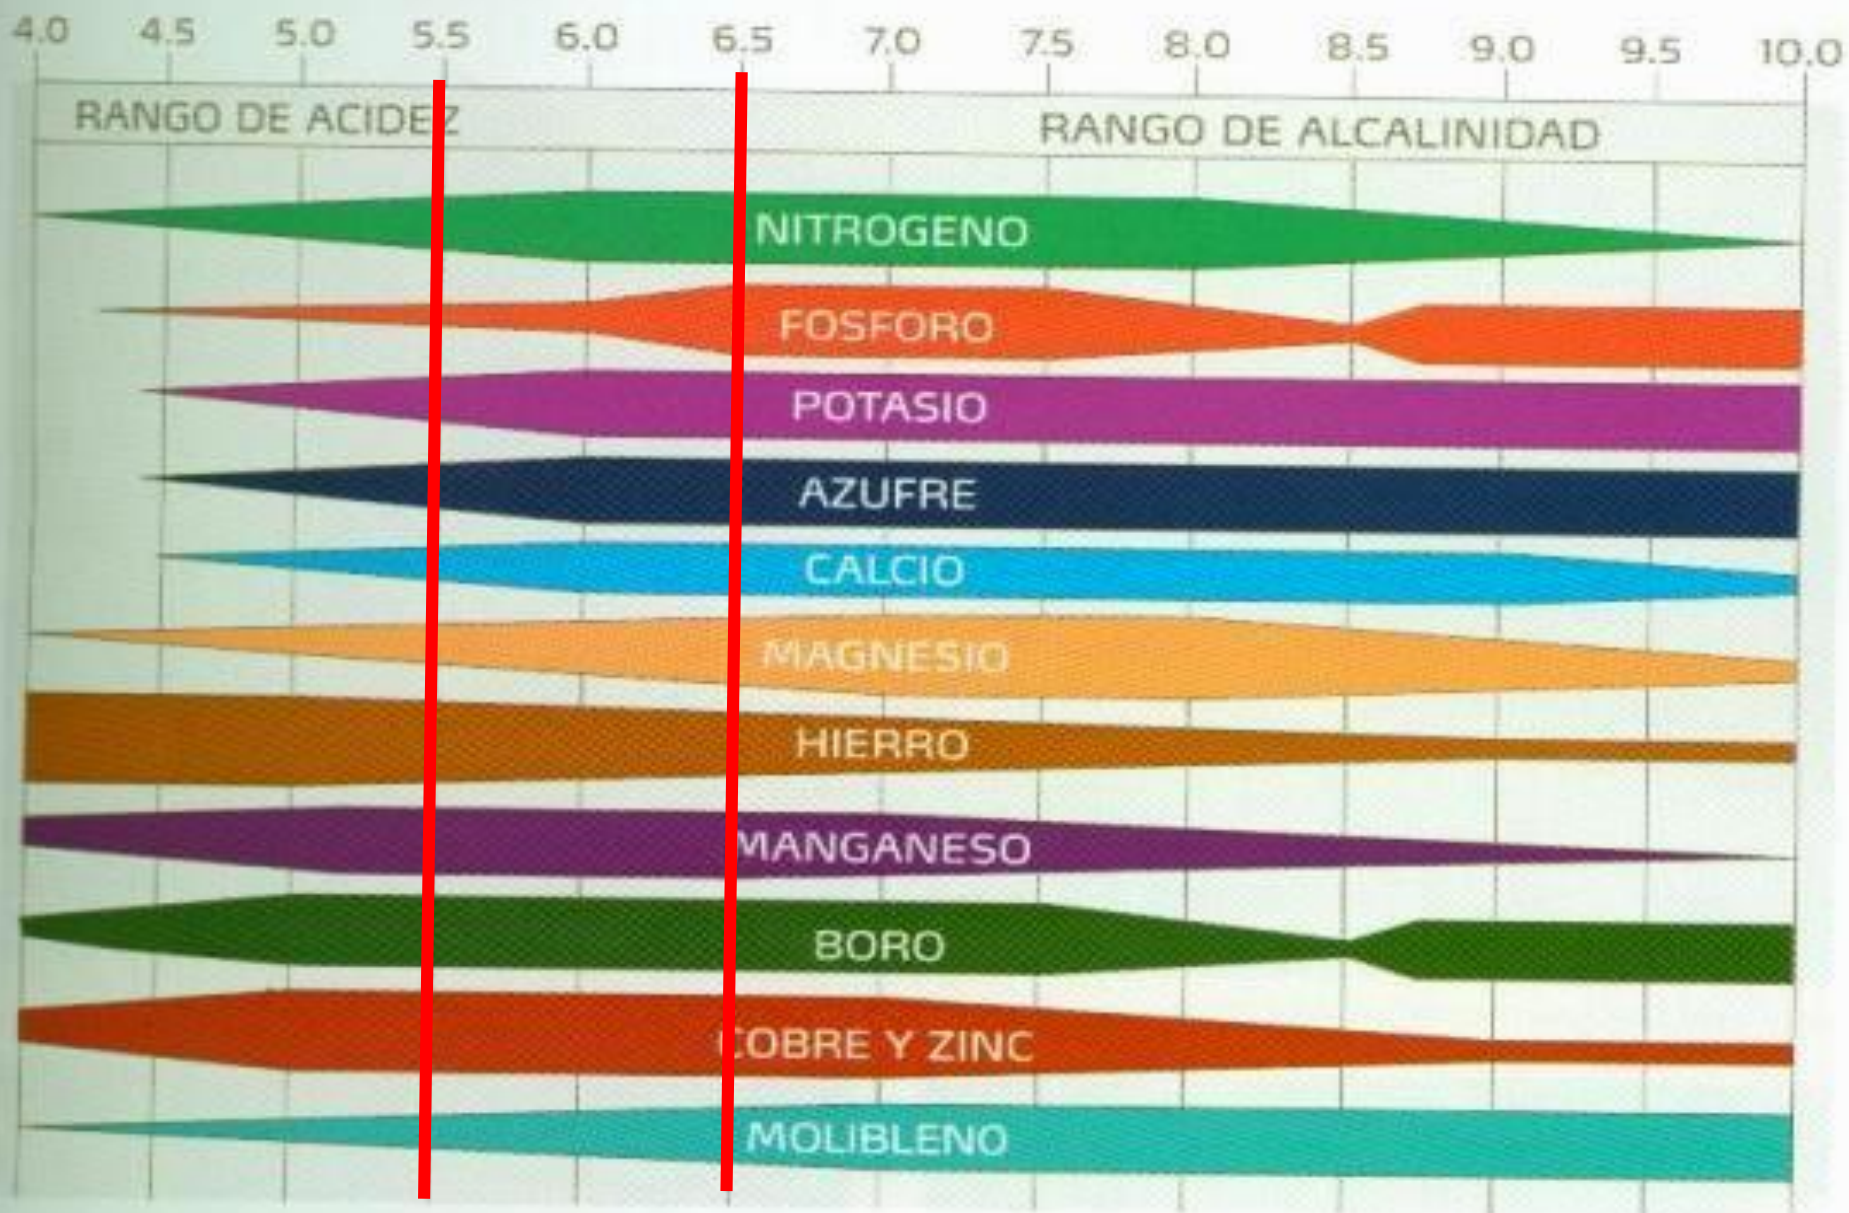 4.0 4.5 5.0 5.5 6.0 6.5 7.0 7.5 8.0 8.5 9.0 9.5 10.0
RANGO DE ACIDEZ RANGO DE ALCALINIDAD
NITROGENO
FOSFORO
POTASIO
AZUFRE
CALCIO
MAGNESIO
HIERRO
MANGANESO
BORO
COBRE Y ZINC
MOLIBLENO